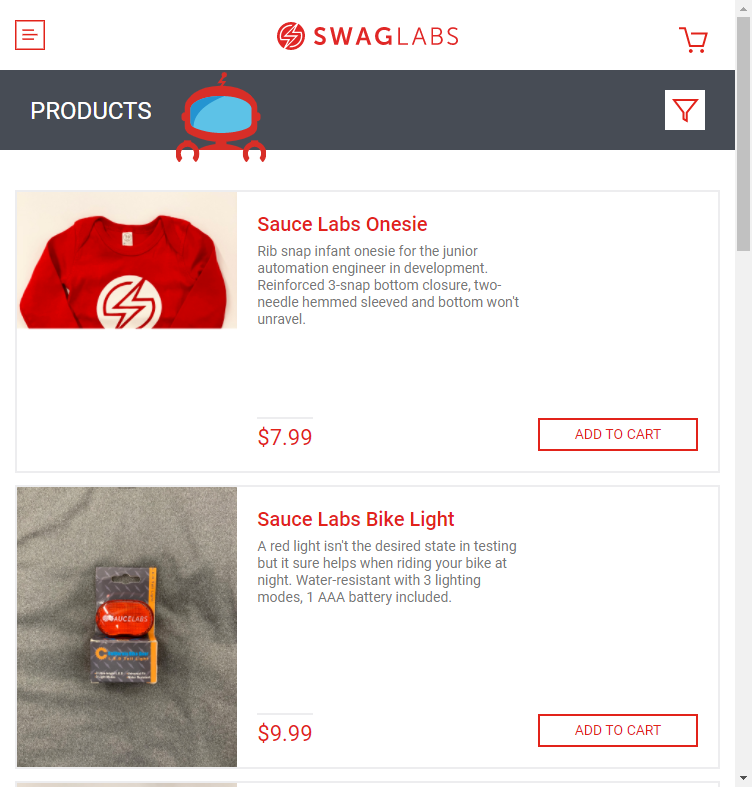 SWAGLABS
PRODUCTS
Sauce Labs Onesie
Rib snap infant onesie for the junior
automation engineer in development.
Reinforced 3-snap bottom closure, two-
needle hemmed sleeved and bottom won't
unravel.
$7.99
ADD TO CART
Sauce Labs Bike Light
A red light isn't the desired state in testing
but it sure helps when riding your bike at
night. Water-resistant with 3 lighting
modes, 1 AAA battery included.
AUCELABS
$9.99
ADD TO CART